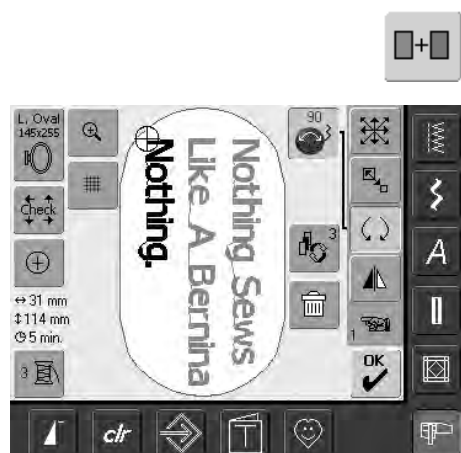 L. Oval
145x255
90
Check
3
31 mm
114 mm
5 min.
3
1
OK
clr
A
Nothing Sews
Like A Bernina
Nothing.